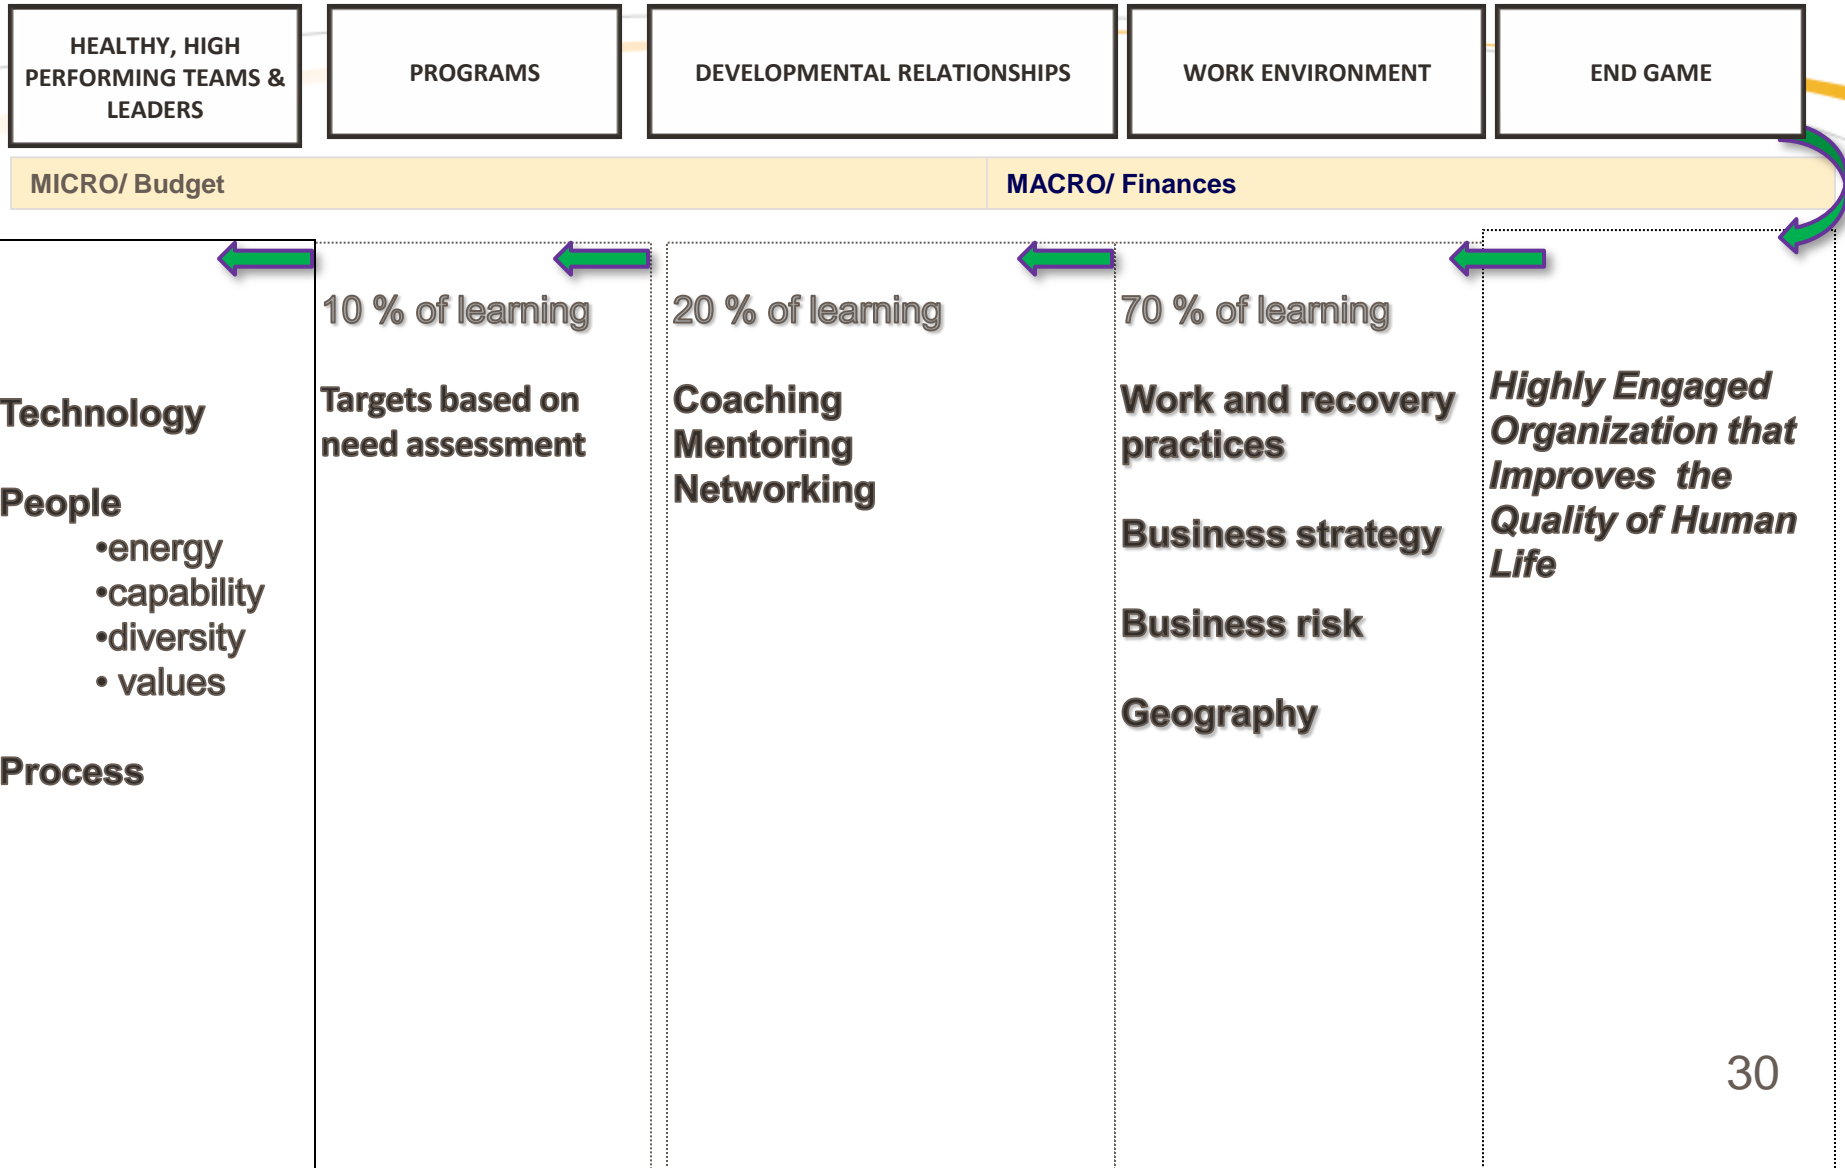 HEALTHY, HIGH
PERFORMING TEAMS &
LEADERS
PROGRAMS
DEVELOPMENTAL RELATIONSHIPS
WORK ENVIRONMENT
END GAME
MICRO/ Budget
MACRO/ Finances
Technology
People
•energy
•capability
•diversity
• values
Process
10 % of learning
Targets based on
need assessment
20 % of learning
Coaching
Mentoring
Networking
70 % of learning
Work and recovery
practices
Business strategy
Business risk
Geography
Highly Engaged
Organization that
Improves  the
Quality of Human
Life
30